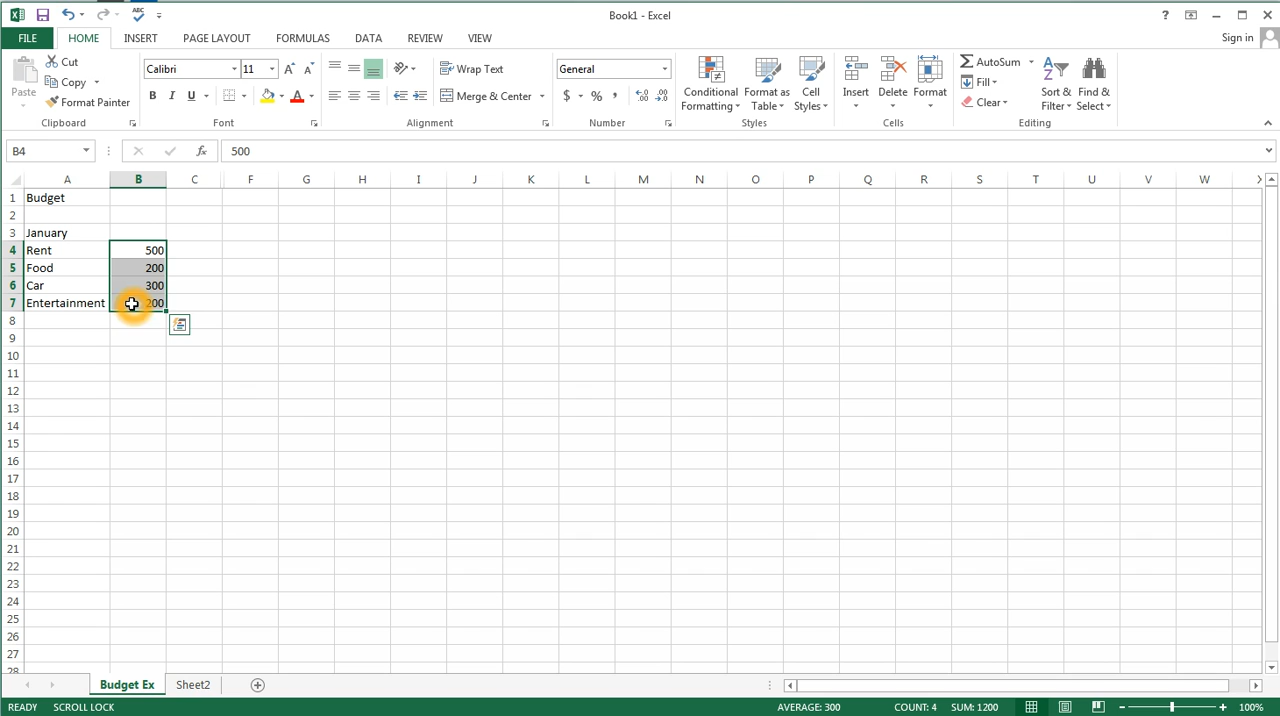 Book1 - Excel
ABC
?
FILE HOME INSERT PAGE LAYOUT FORMULAS DATA REVIEW VIEW Sign in
Paste
Cut
Copy
Format Painter
Clipboard
Calibri 11
B I U A
Font
Wrap Text
Merge & Center
Alignment
General
$ % ,
Number
Conditional Formatting
Format as Table
Cell Styles
Styles
Insert
Delete
Format
Cells
AutoSum
Fill
Clear
Sort & Filter
Find & Select
Editing
B4 fx 500
A B C F G H I J K L M N O P Q R S T U V W X
1 Budget
2
3 January
4 Rent 500
5 Food 200
6 Car 300
7 Entertainment 200
8
9
10
11
12
13
14
15
16
17
18
19
20
21
22
23
24
25
26
27
28
Budget Ex Sheet2
READY SCROLL LOCK AVERAGE: 300 COUNT: 4 SUM: 1200 100%